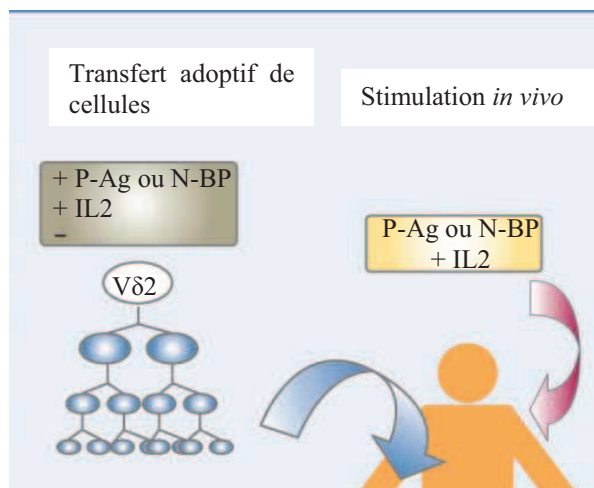 Transfert adoptif de
cellules
Stimulation in vivo
+ P-Ag ou N-BP
+ IL2
–
P-Ag ou N-BP
+ IL2
Vδ2